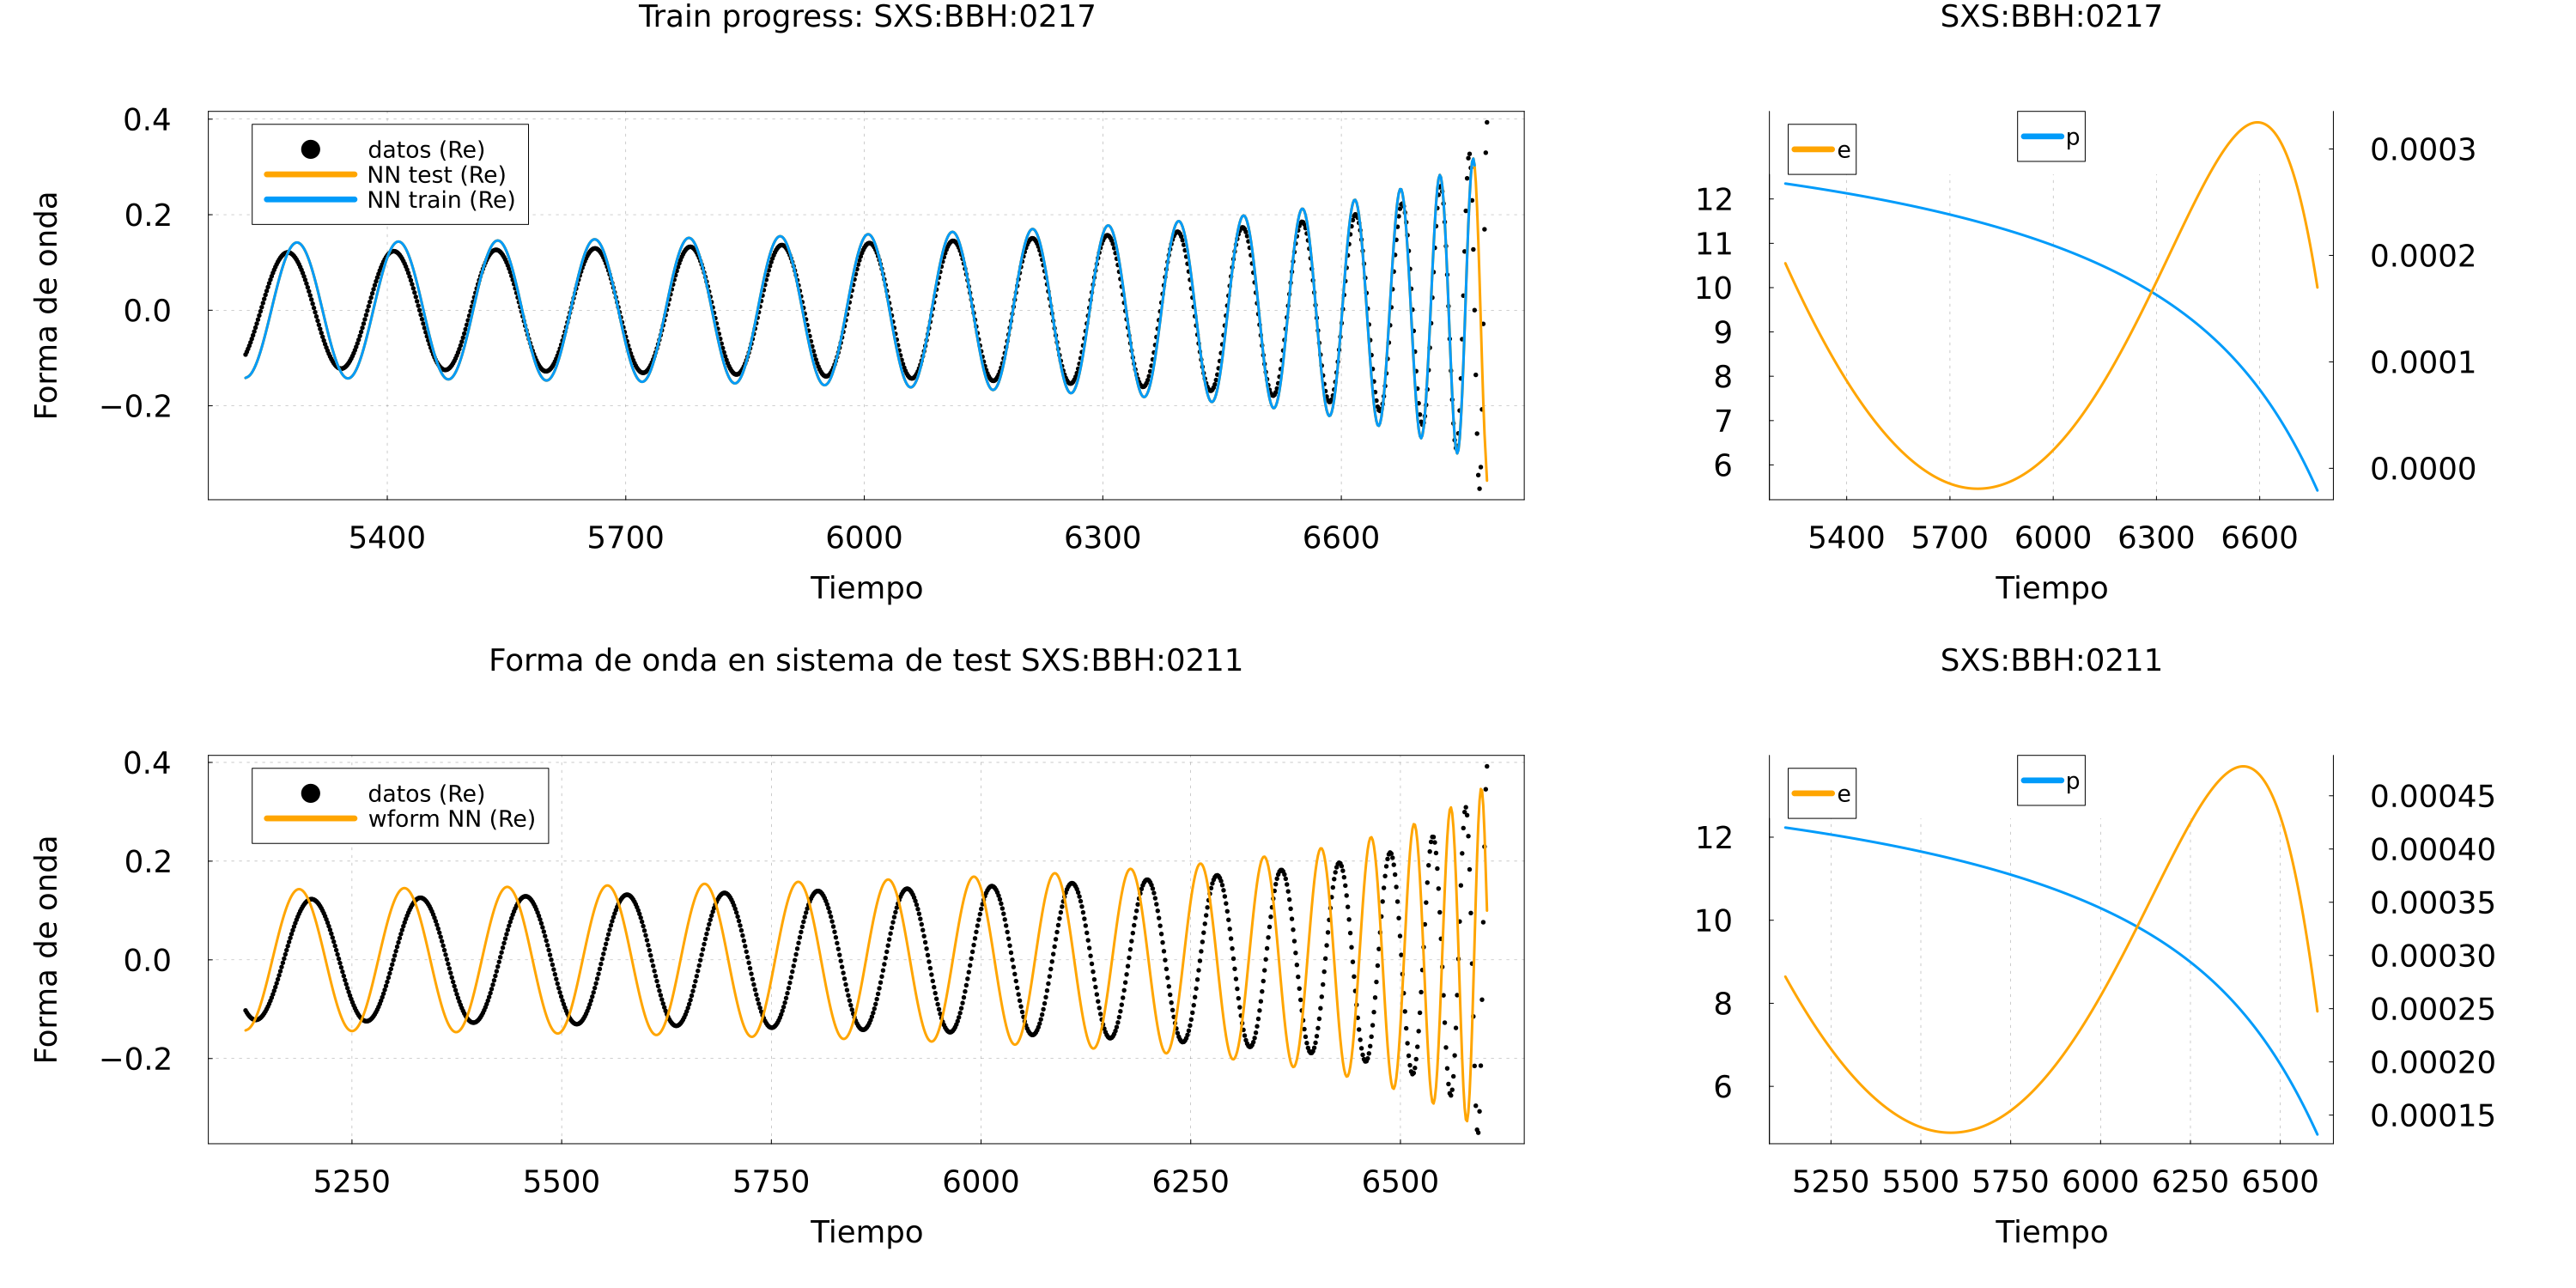 Train progress: SXS:BBH:0217
Forma de onda
0.4
0.2
0.0
−0.2
datos (Re)
NN test (Re)
NN train (Re)
5400 5700 6000 6300 6600
Tiempo
SXS:BBH:0217
e
p
12
11
10
9
8
7
6
0.0003
0.0002
0.0001
0.0000
5400 5700 6000 6300 6600
Tiempo
Forma de onda en sistema de test SXS:BBH:0211
Forma de onda
0.4
0.2
0.0
−0.2
datos (Re)
wform NN (Re)
5250 5500 5750 6000 6250 6500
Tiempo
SXS:BBH:0211
e
p
12
10
8
6
0.00045
0.00040
0.00035
0.00030
0.00025
0.00020
0.00015
5250 5500 5750 6000 6250 6500
Tiempo